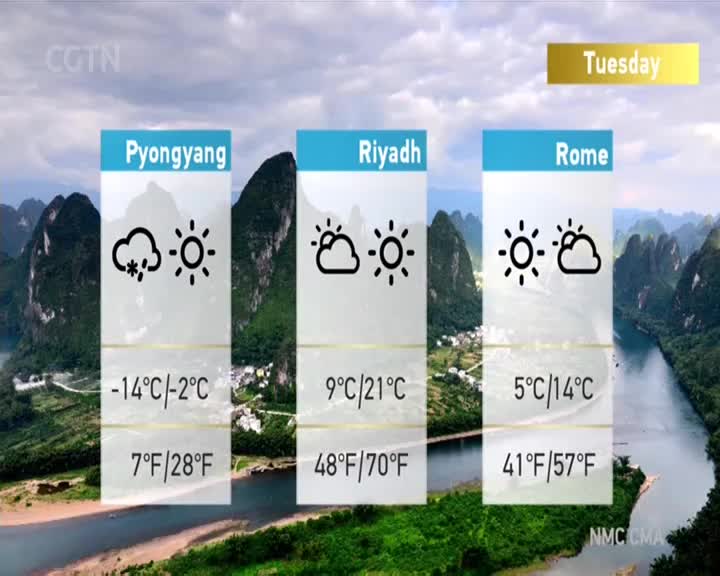 CGTN
Tuesday
Pyongyang
-14°C/-2°C
7°F/28°F
Riyadh
9°C/21°C
48°F/70°F
Rome
5°C/14°C
41°F/57°F
NMC/CMA